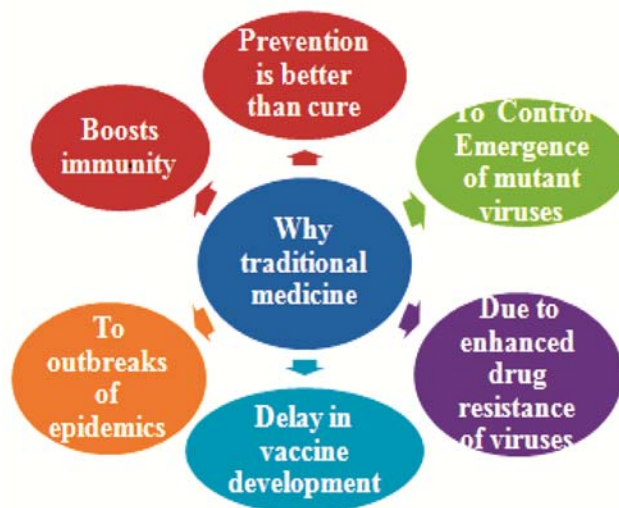 Prevention
is better
than cure
To Control
Emergence
of mutant
viruses
Due to
enhanced
drug
resistance
of viruses
Delay in
vaccine
development
To
outbreaks
of
epidemics
Boosts
immunity
Why
traditional
medicine